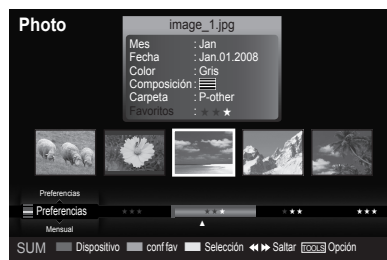 Photo
image_1.jpg
Mes : Jan
Fecha : Jan.01.2008
Color : Gris
Composición :
Carpeta : P-other
Favoritos : ★ ★ ★
Preferencias
Preferencias ★★★ ★★★ ★★★ ★★★
Mensual
SUM Dispositivo conf fav Selección Saltar TOOLS Opción